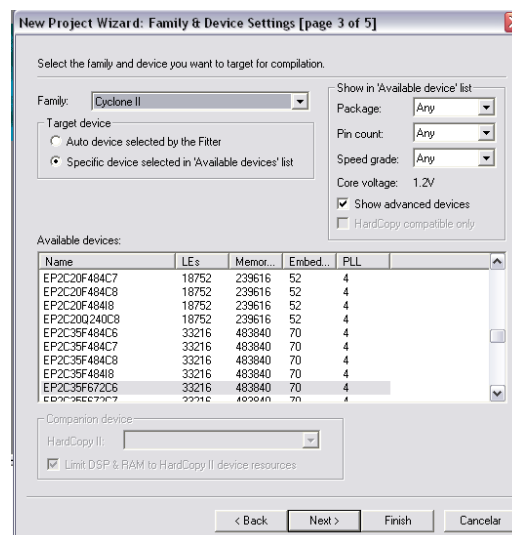 New Project Wizard: Family & Device Settings [page 3 of 5]
Select the family and device you want to target for compilation.
Family: Cyclone II
Target device
Auto device selected by the Fitter
Specific device selected in 'Available devices' list
Show in 'Available device' list
Package: Any
Pin count: Any
Speed grade: Any
Core voltage: 1.2V
Show advanced devices
HardCopy compatible only
Available devices:
Name LEs Memor... Embed... PLL
EP2C20F484C7 18752 239616 52 4
EP2C20F484C8 18752 239616 52 4
EP2C20F484I8 18752 239616 52 4
EP2C20Q240C8 18752 239616 52 4
EP2C35F484C6 33216 483840 70 4
EP2C35F484C7 33216 483840 70 4
EP2C35F484C8 33216 483840 70 4
EP2C35F484I8 33216 483840 70 4
EP2C35F672C6 33216 483840 70 4
EP2C35F672C7 33216 483840 70 4
Companion device
HardCopy II:
Limit DSP & RAM to HardCopy II device resources
< Back Next > Finish Cancelar